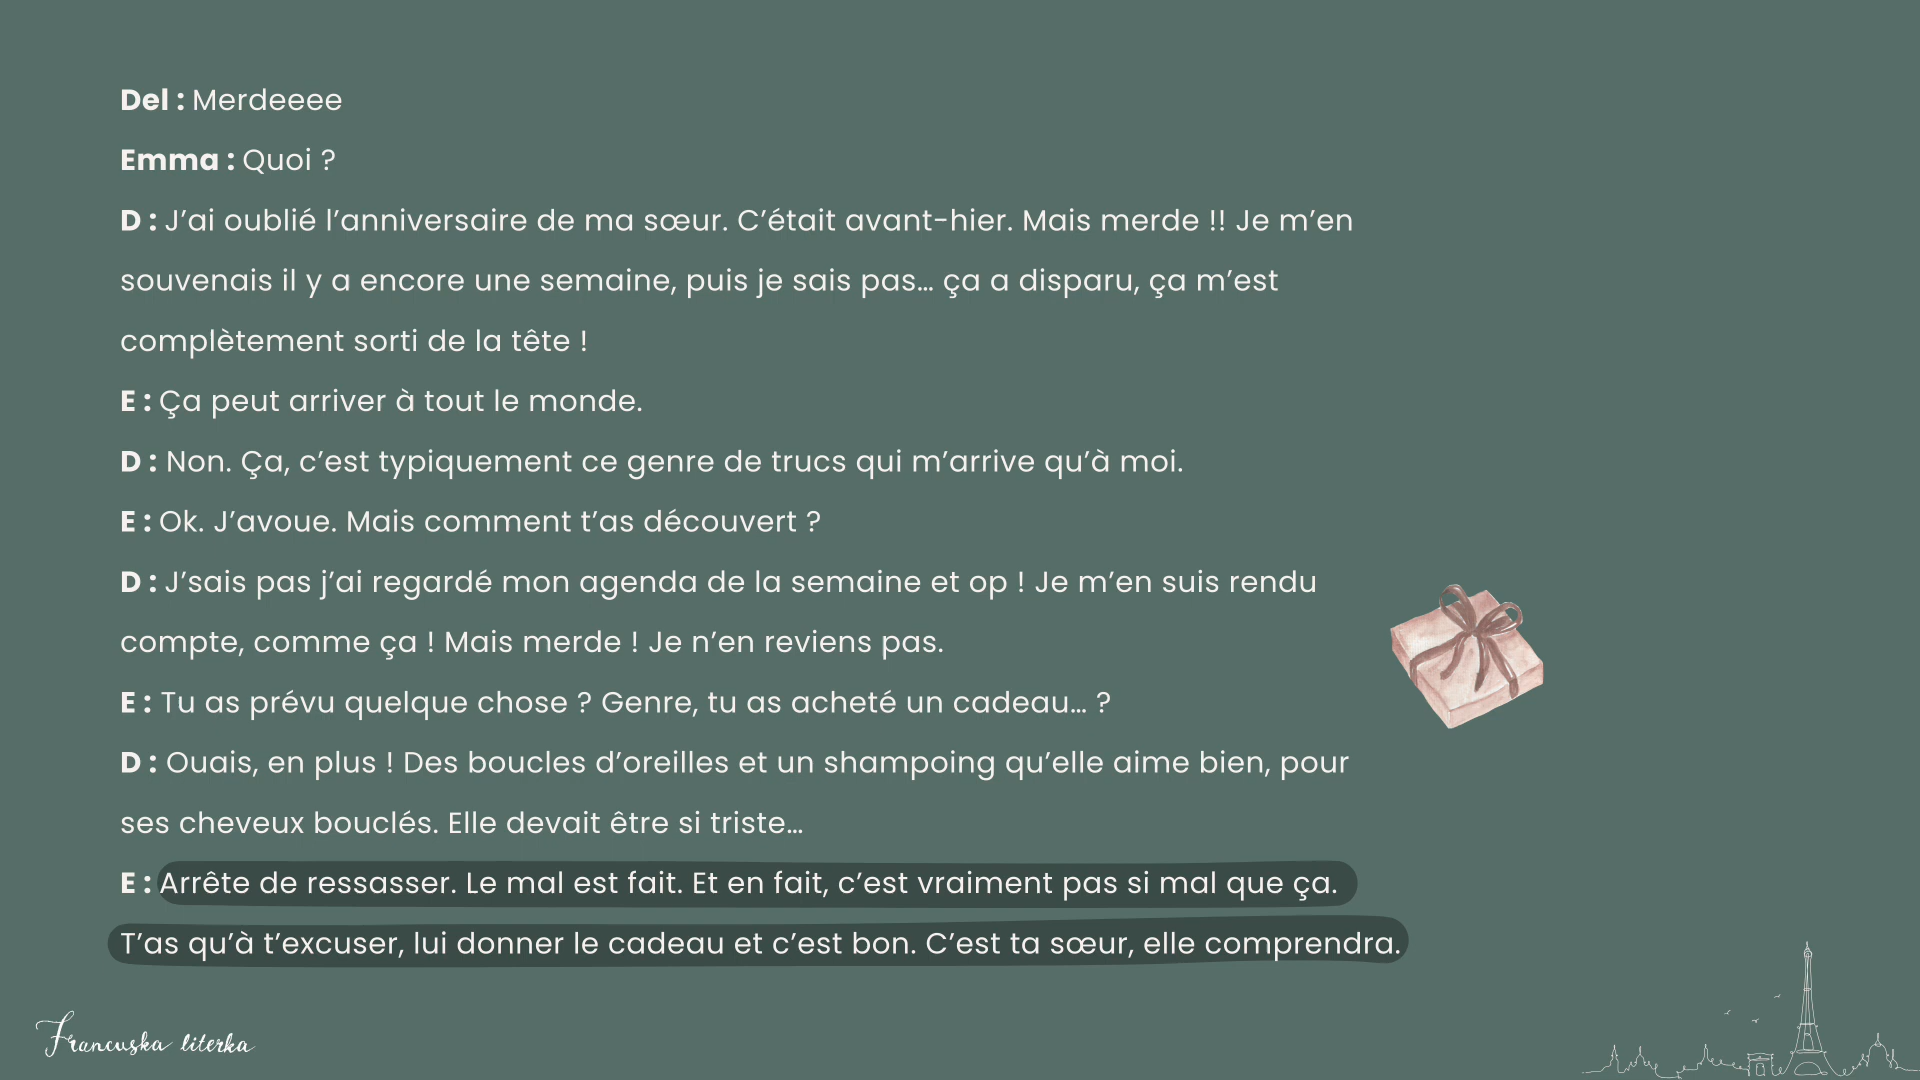 Del : Merdeeee
Emma : Quoi ?
D : J’ai oublié l’anniversaire de ma sœur. C’était avant-hier. Mais merde !! Je m’en
souvenais il y a encore une semaine, puis je sais pas... ça a disparu, ça m’est
complètement sorti de la tête !
E : Ça peut arriver à tout le monde.
D : Non. Ça, c’est typiquement ce genre de trucs qui m’arrive qu’à moi.
E : Ok. J’avoue. Mais comment t’as découvert ?
D : J’sais pas j’ai regardé mon agenda de la semaine et op ! Je m’en suis rendu
compte, comme ça ! Mais merde ! Je n’en reviens pas.
E : Tu as prévu quelque chose ? Genre, tu as acheté un cadeau... ?
D : Ouais, en plus ! Des boucles d’oreilles et un shampoing qu’elle aime bien, pour
ses cheveux bouclés. Elle devait être si triste...
E : Arrête de ressasser. Le mal est fait. Et en fait, c’est vraiment pas si mal que ça.
T’as qu’à t’excuser, lui donner le cadeau et c’est bon. C’est ta sœur, elle comprendra.
Francuska literka